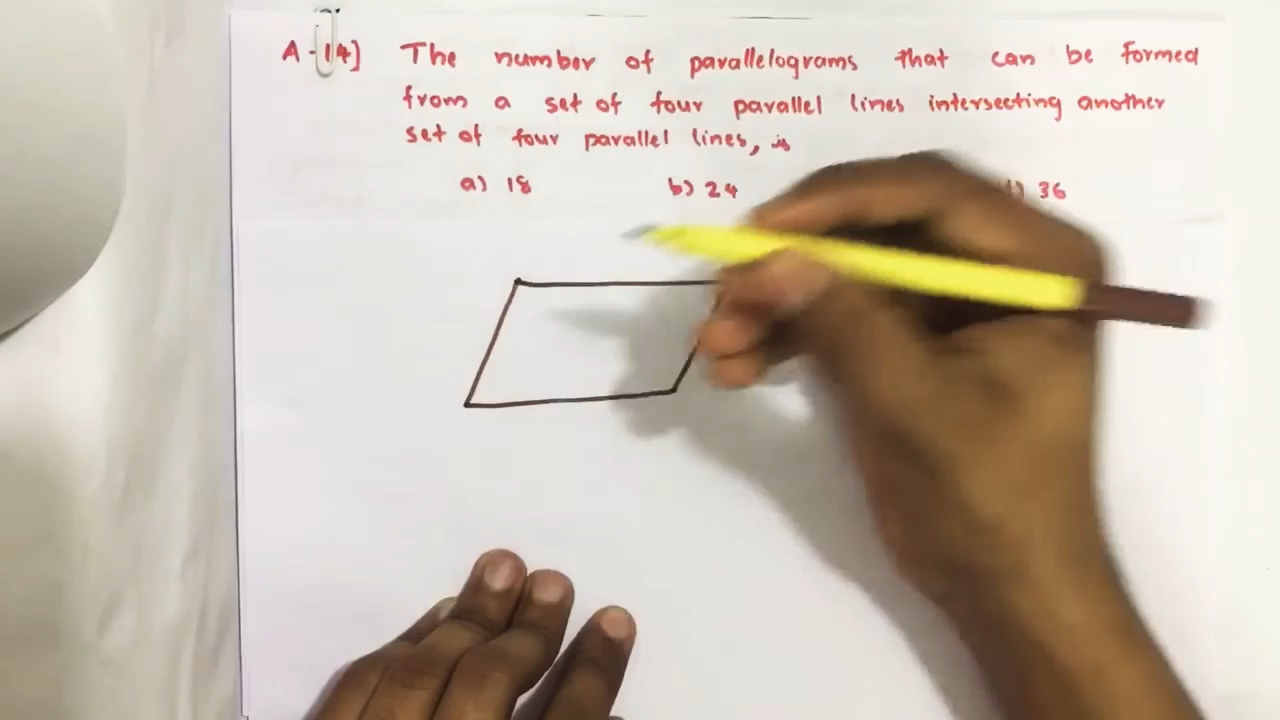 A-14] The number of parallelograms that can be formed
from a set of four parallel lines intersecting another
set of four parallel lines, is
a) 18 b) 24 36